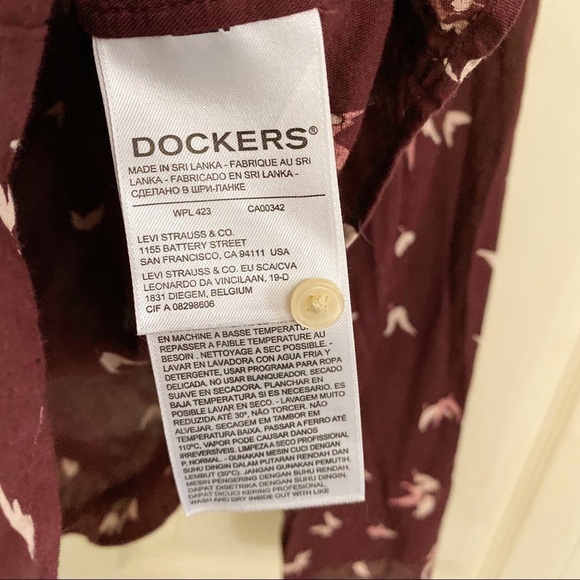 DOCKERS®
MADE IN SRI LANKA - FABRIQUE AU SRI
LANKA - FABRICADO EN SRI LANKA -
СДЕЛАНО В ШРИ-ЛАНКЕ
WPL 423 CA00342
LEVI STRAUSS & CO.
1155 BATTERY STREET
SAN FRANCISCO, CA 94111 USA
LEVI STRAUSS & CO. EU SCA/CVA
LEONARDO DA VINCILAAN, 19-D
1831 DIEGEM, BELGIUM
CIF A 08298606
EN MACHINE A BASSE TEMPERATU
REPASSER A FAIBLE TEMPERATURE AU
BESOIN . NETTOYAGE A SEC POSSIBLE. -
LAVAR EN LAVADORA CON AGUA FRIA Y
DETERGENTE, USAR PROGRAMA PARA ROPA
DELICADA. NO USAR BLANQUEADOR. SECADO
SUAVE EN SECADORA. PLANCHAR EN
BAJA TEMPERATURA SI ES NECESARIO. ES
POSIBLE LAVAR EN SECO. - LAVAGEM MUITO
REDUZIDA ATÉ 30º, NÃO TORCER. NÃO
ALVEJAR. SECAGEM EM TAMBOR EM
TEMPERATURA BAIXA. PASSAR A FERRO ATÉ
110ºC, VAPOR PODE CAUSAR DANOS
IRREVERSÍVEIS. LIMPEZA A SECO PROFISSIONAL
P. NORMAL. - GUNAKAN MESIN CUCI DENGAN
SUHU DINGIN DALAM PUTARAN RENDAH DAN
LEMBUT (30°C). JANGAN GUNAKAN PEMUTIH.
MESIN PENGERING DENGAN SUHU RENDAH.
DAPAT DISETRIKA DENGAN SUHU DINGIN.
DAPAT DICUCI KERING PROFESIONAL.
WASH AND DRY INSIDE OUT WITH LIKE